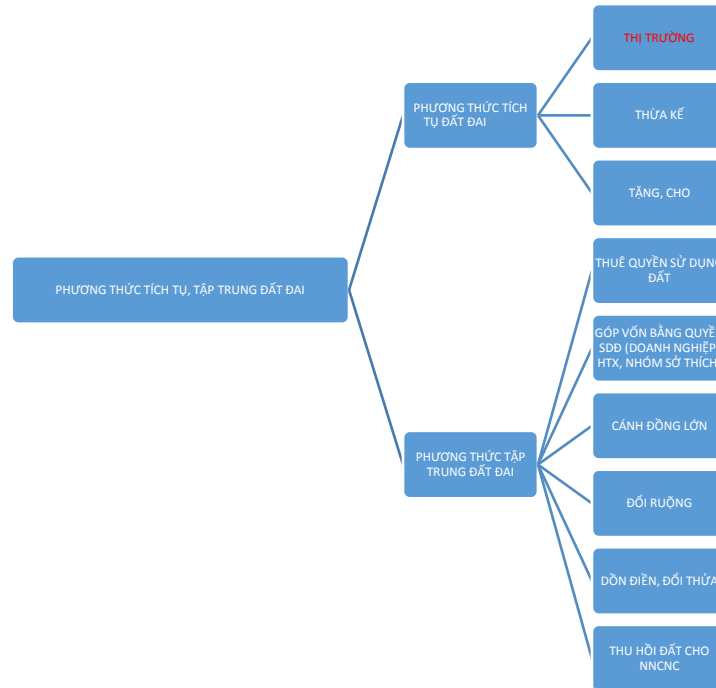 PHƯƠNG THỨC TÍCH TỤ, TẬP TRUNG ĐẤT ĐAI
PHƯƠNG THỨC TÍCH
TỤ ĐẤT ĐAI
THỊ TRƯỜNG
THỪA KẾ
TẶNG, CHO
PHƯƠNG THỨC TẬP
TRUNG ĐẤT ĐAI
THUÊ QUYỀN SỬ DỤNG
ĐẤT
GÓP VỐN BẰNG QUYỀ
SDĐ (DOANH NGHIỆP
HTX, NHÓM SỞ THÍCH
CÁNH ĐỒNG LỚN
ĐỔI RUỘNG
DỒN ĐIỀN, ĐỔI THỬA
THU HỒI ĐẤT CHO
NNCNC